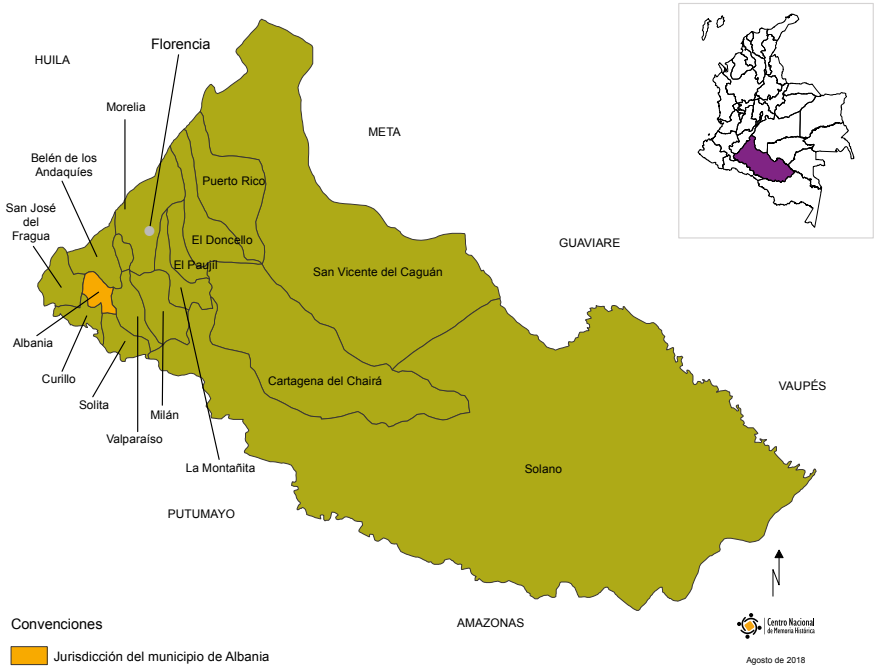 Florencia
HUILA
Morelia
META
Belén de los
Andaquíes
Puerto Rico
San José
del
Fragua
El Doncello
GUAVIARE
El Paujíl
San Vicente del Caguán
Albania
Curillo
Cartagena del Chairá
VAUPÉS
Solita
Milán
Valparaíso
La Montañita
Solano
PUTUMAYO
N
AMAZONAS
Convenciones
Centro Nacional
de Memoria Histórica
Jurisdicción del municipio de Albania
Agosto de 2018